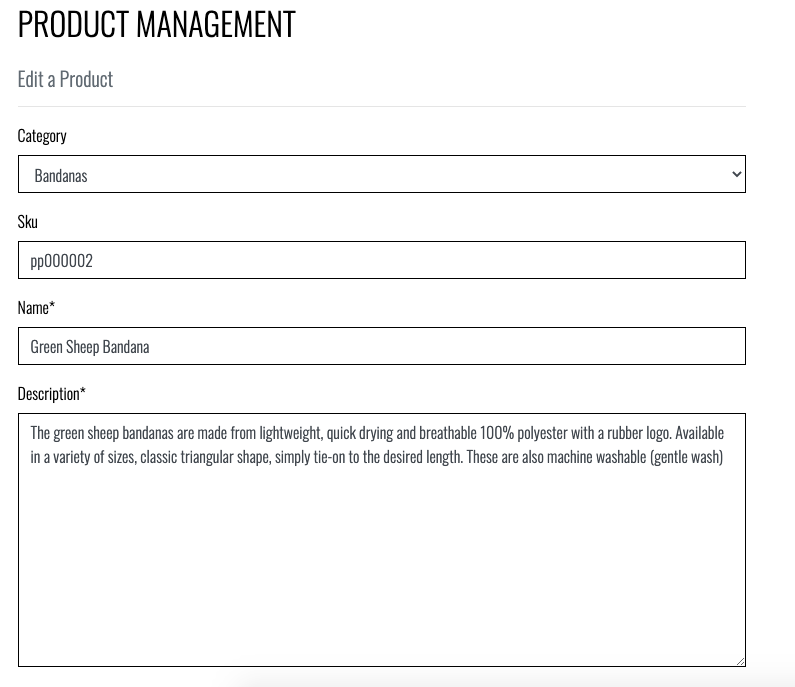 PRODUCT MANAGEMENT
Edit a Product
Category
Bandanas
Sku
pp000002
Name*
Green Sheep Bandana
Description*
The green sheep bandanas are made from lightweight, quick drying and breathable 100% polyester with a rubber logo. Available
in a variety of sizes, classic triangular shape, simply tie-on to the desired length. These are also machine washable (gentle wash)